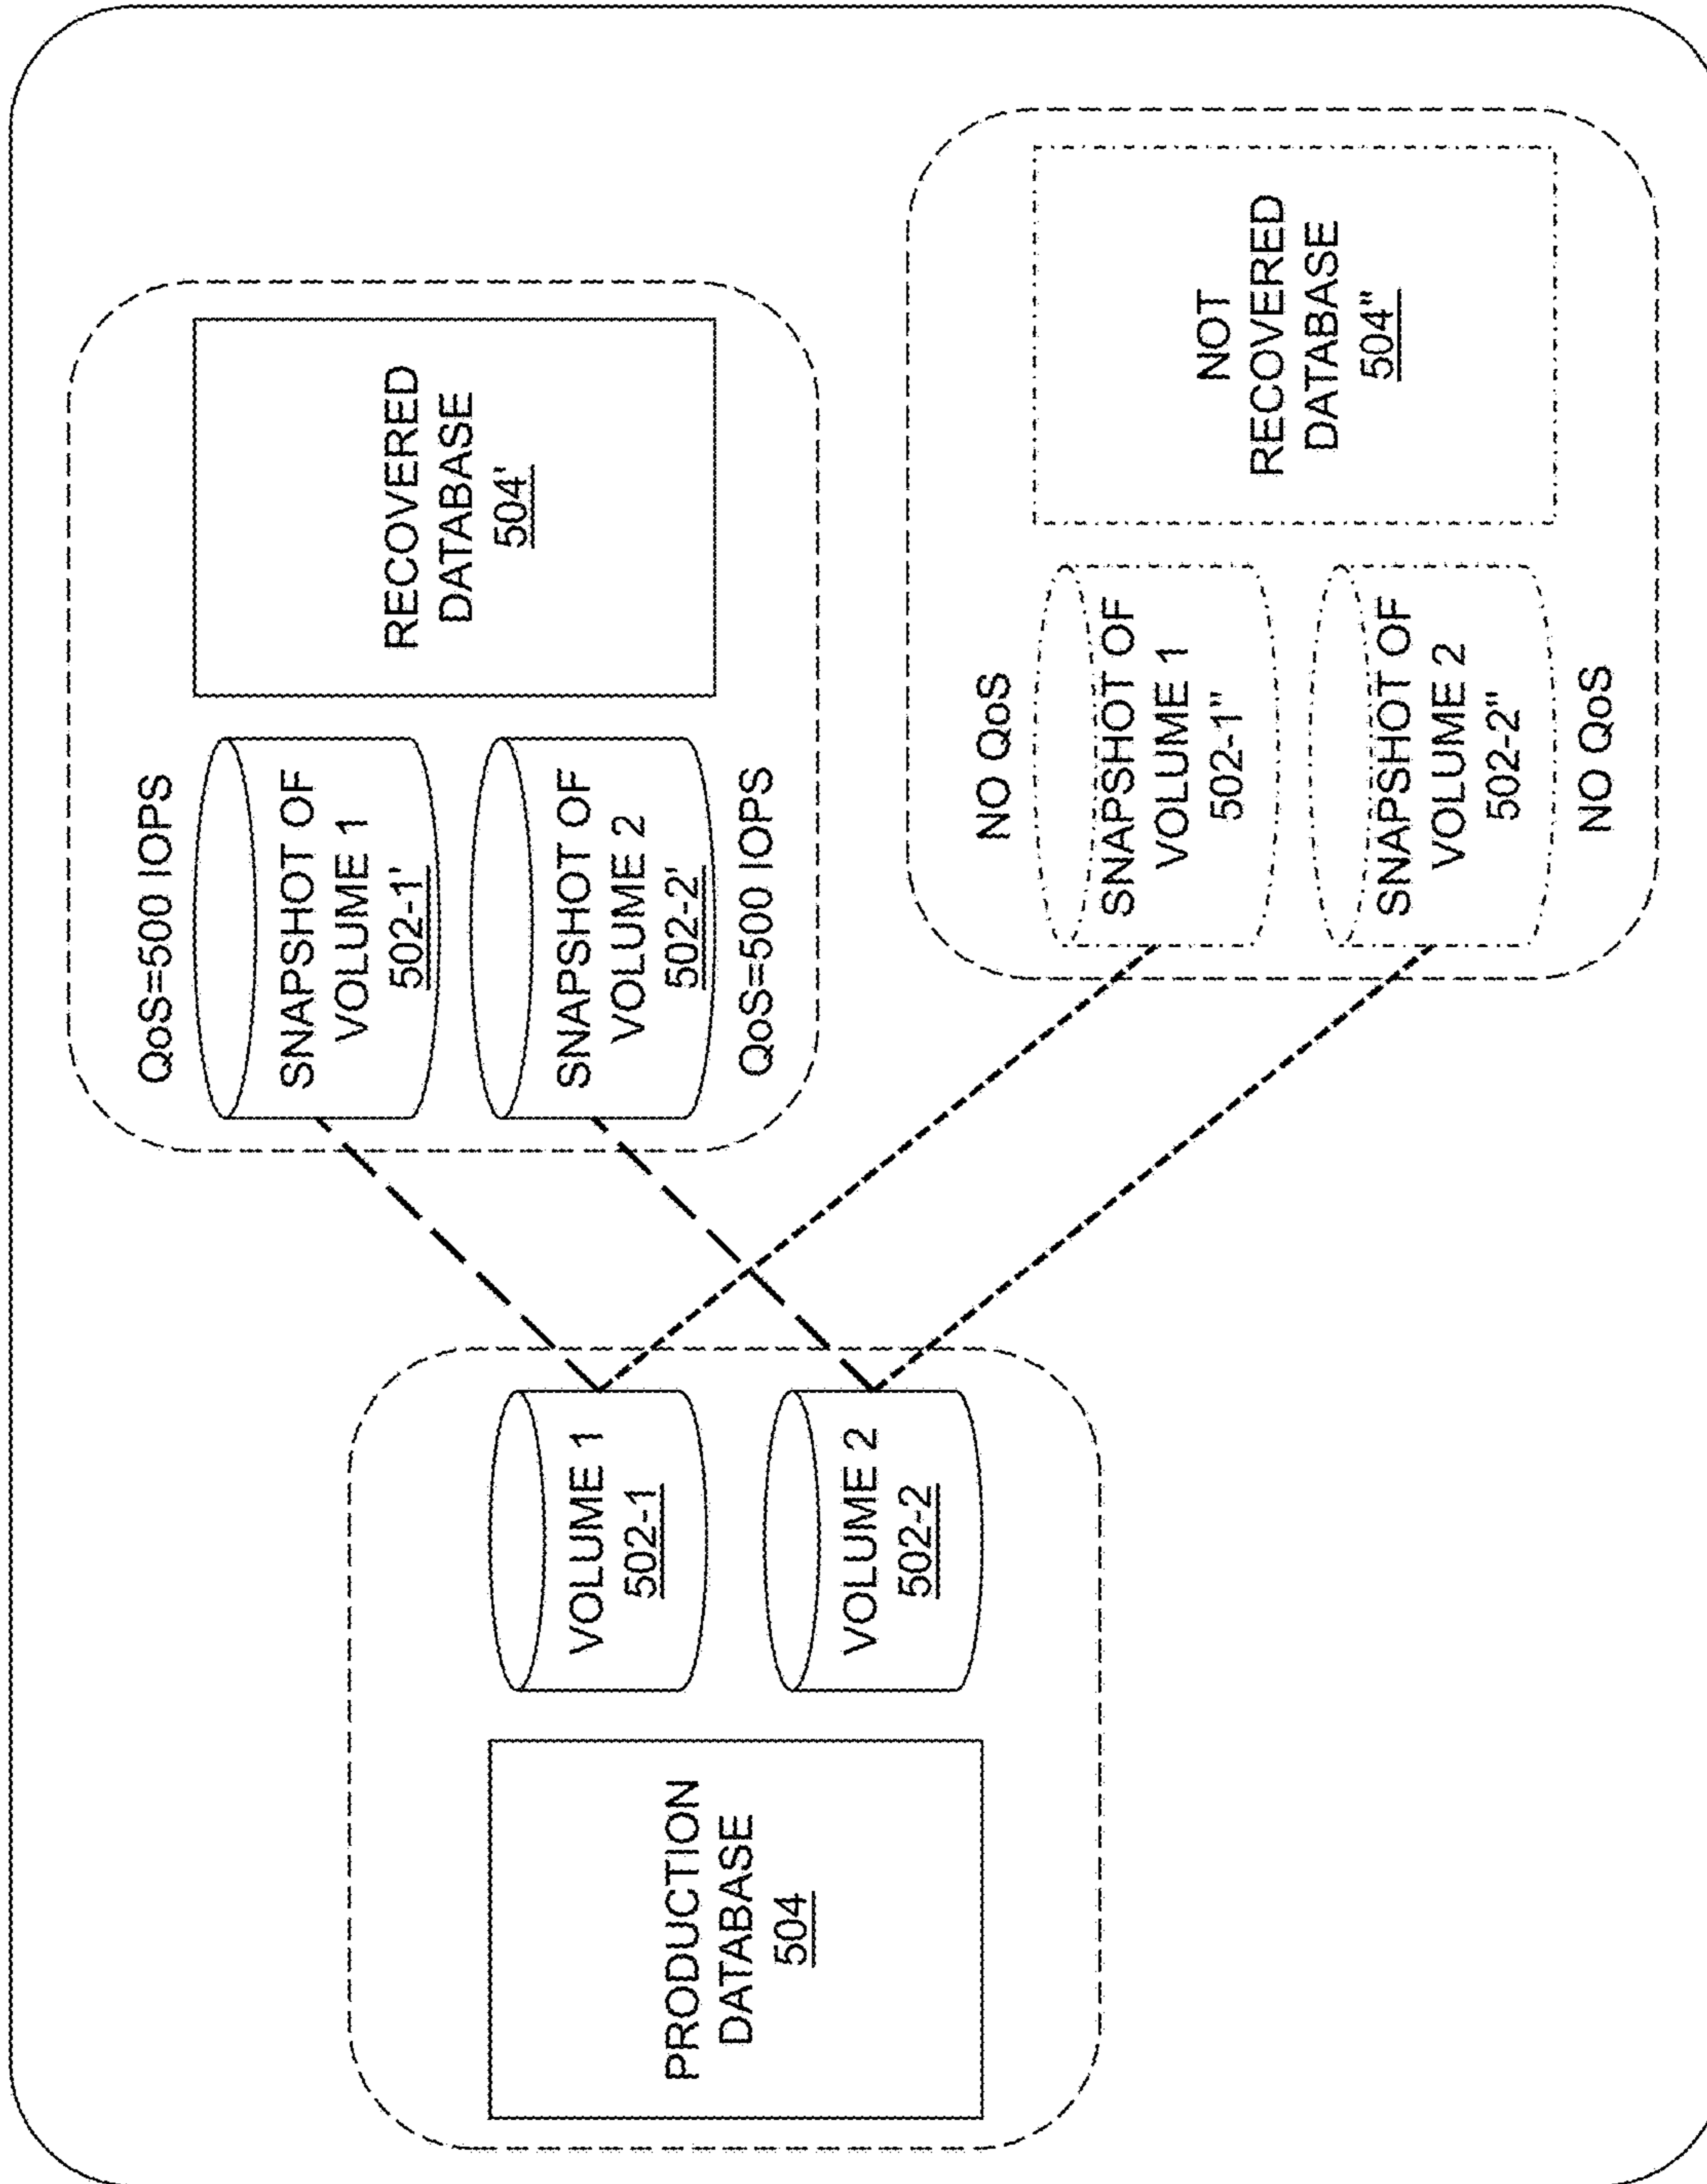 PRODUCTION
DATABASE
504
VOLUME 1
502-1
VOLUME 2
502-2
QoS=500 IOPS
SNAPSHOT OF
VOLUME 1
502-1'
SNAPSHOT OF
VOLUME 2
502-2'
QoS=500 IOPS
RECOVERED
DATABASE
504'
NO QoS
SNAPSHOT OF
VOLUME 1
502-1"
SNAPSHOT OF
VOLUME 2
502-2"
NO QoS
NOT
RECOVERED
DATABASE
504"